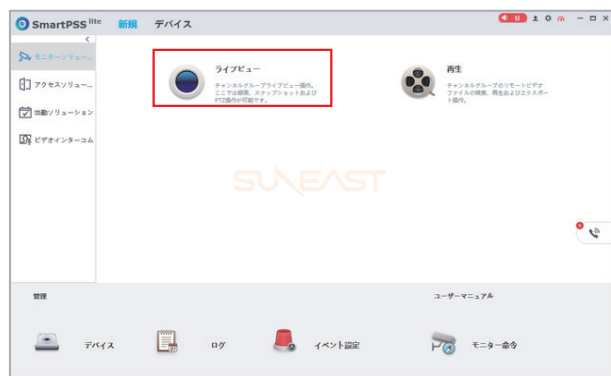 SmartPSS lite 新規 デバイス
モニターソリュー...
アクセスソリュー...
出勤ソリューション
ビデオインターコム
ライブビュー
チャンネルグループライブビュー操作。
ここでは録画、スナップショットおよび
PTZ操作が可能です。
再生
チャンネルグループのリモートビデオ
ファイルの検索、再生およびエクスポー
ト操作。
SUNEAST
管理
ユーザーマニュアル
デバイス
ログ
イベント設定
モニター命令